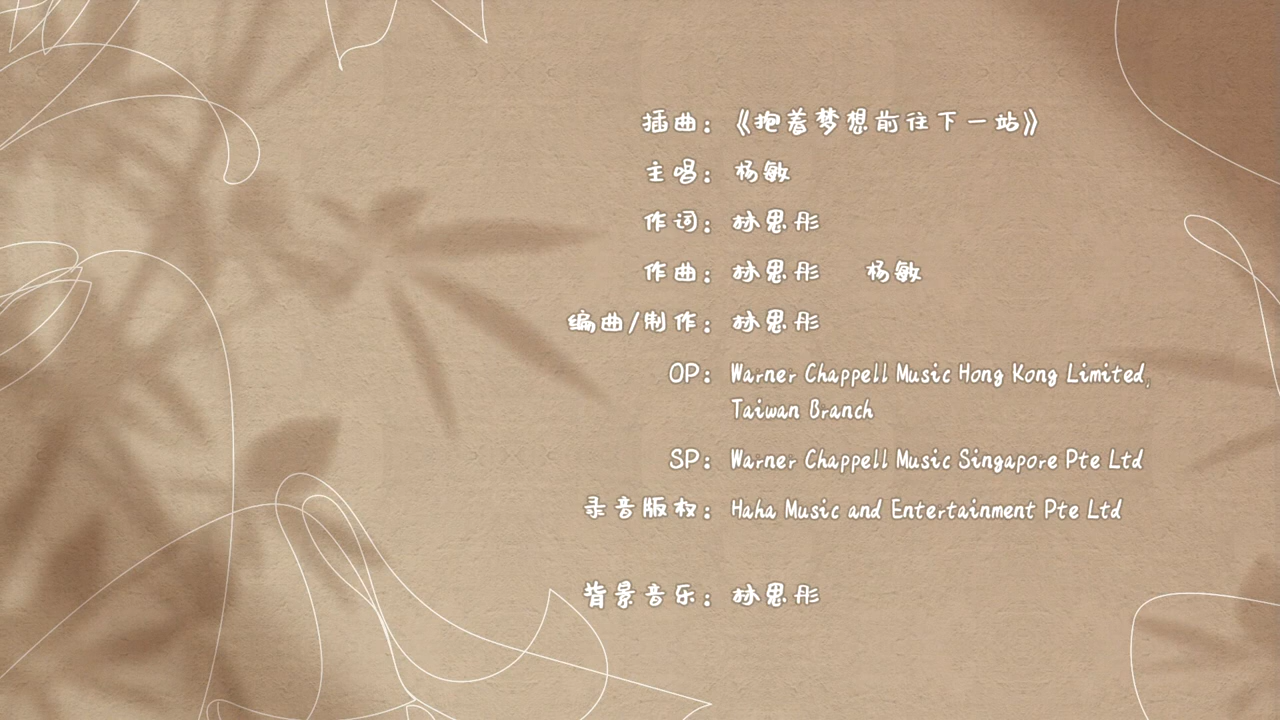 插曲：《抱着梦想前往下一站》
主唱：杨敏
作词：林思彤
作曲：林思彤 杨敏
编曲/制作：林思彤
OP：Warner Chappell Music Hong Kong Limited,
Taiwan Branch
SP：Warner Chappell Music Singapore Pte Ltd
录音版权：Haha Music and Entertainment Pte Ltd
背景音乐：林思彤